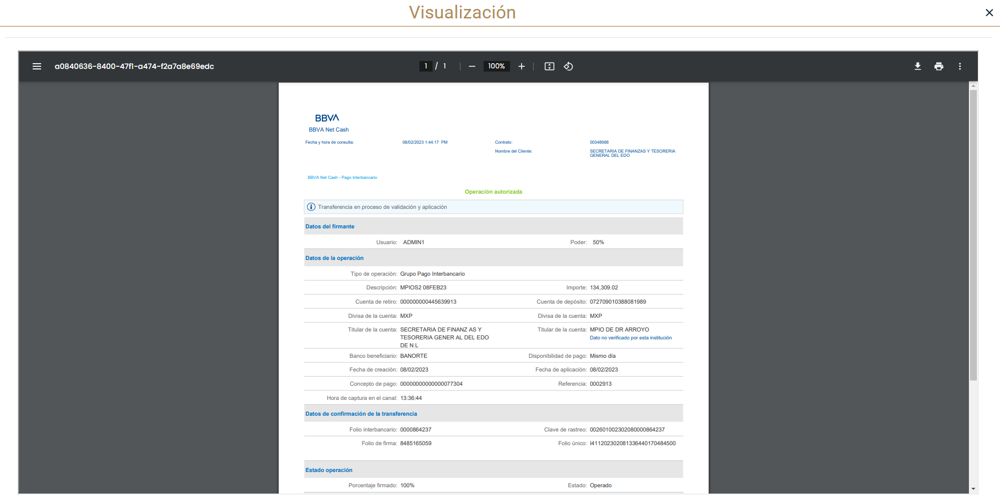 Visualización
a0840636-8400-47f1-a474-f2a7a8e69edc
1 / 1
100%
BBVA
BBVA Net Cash
Fecha y hora de consulta: 08/02/2023 1:44:17 PM Contrato: 00348988
Nombre del Cliente: SECRETARIA DE FINANZAS Y TESORERIA
GENERAL DEL EDO
BBVA Net Cash - Pago Interbancario
Operación autorizada
Transferencia en proceso de validación y aplicación
Datos del firmante
Usuario: ADMIN1 Poder: 50%
Datos de la operación
Tipo de operación: Grupo Pago Interbancario
Descripción: MPIOS2 08FEB23 Importe: 134,309.02
Cuenta de retiro: 000000000445639913 Cuenta de depósito: 072709010388081989
Divisa de la cuenta: MXP Divisa de la cuenta: MXP
Titular de la cuenta: SECRETARIA DE FINANZ AS Y Titular de la cuenta: MPIO DE DR ARROYO
TESORERIA GENER AL DEL EDO Dato no verificado por esta institución
DE N L
Banco beneficiario: BANORTE Disponibilidad de pago: Mismo día
Fecha de creación: 08/02/2023 Fecha de aplicación: 08/02/2023
Concepto de pago: 00000000000000077304 Referencia: 0002913
Hora de captura en el canal: 13:36:44
Datos de confirmación de la transferencia
Folio interbancario: 0000864237 Clave de rastreo: 002601002302080000864237
Folio de firma: 8485165059 Folio único: I411202302081336440170484500
Estado operación
Porcentaje firmado: 100% Estado: Operado